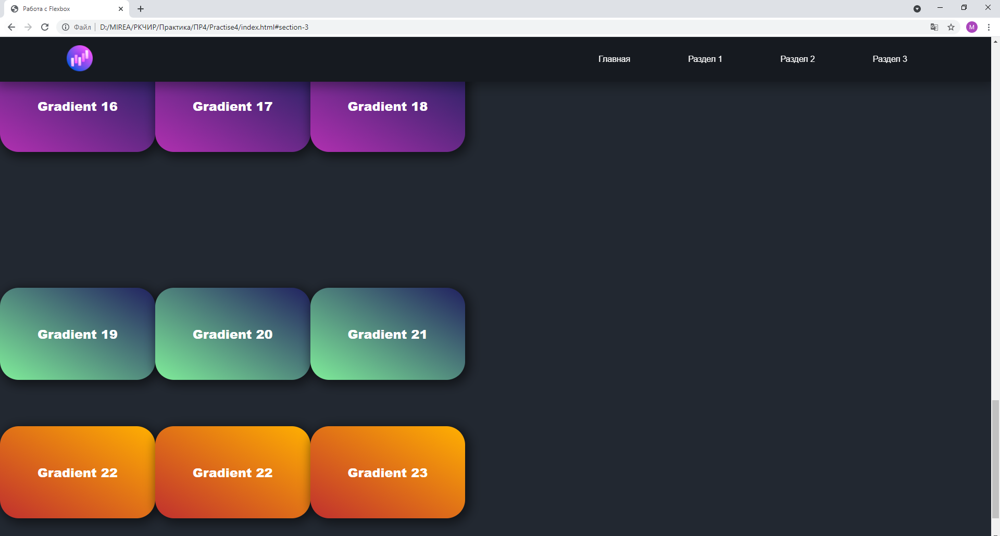 Работа с Flexbox
Файл D:/MIREA/РКЧИР/Практика/ПР4/Practise4/index.html#section-3
M
Главная Раздел 1 Раздел 2 Раздел 3
Gradient 16 Gradient 17 Gradient 18
Gradient 19 Gradient 20 Gradient 21
Gradient 22 Gradient 22 Gradient 23